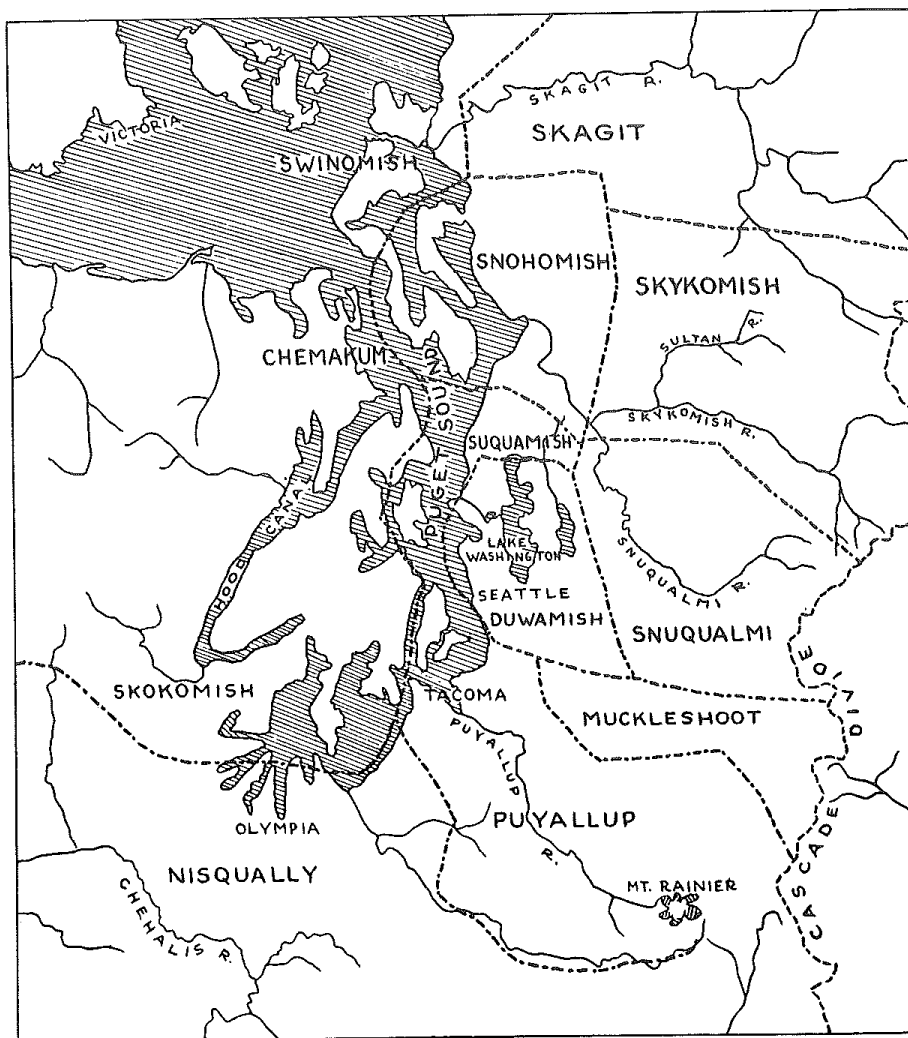 SKAGIT R.
SKAGIT
VICTORIA
SWINOMISH
SNOHOMISH
SKYKOMISH
SULTAN R.
CHEMAKUM
PUGET SOUND
SKYKOMISH R.
SUQUAMISH
HOOD CANAL
LAKE
WASHINGTON
SNUQUALMI R.
SEATTLE
DUWAMISH
SNUQUALMI
SKOKOMISH
TACOMA
MUCKLESHOOT
PUYALLUP R.
CASCADE DIVIDE
OLYMPIA
PUYALLUP
NISQUALLY
MT. RAINIER
CHEHALIS R.